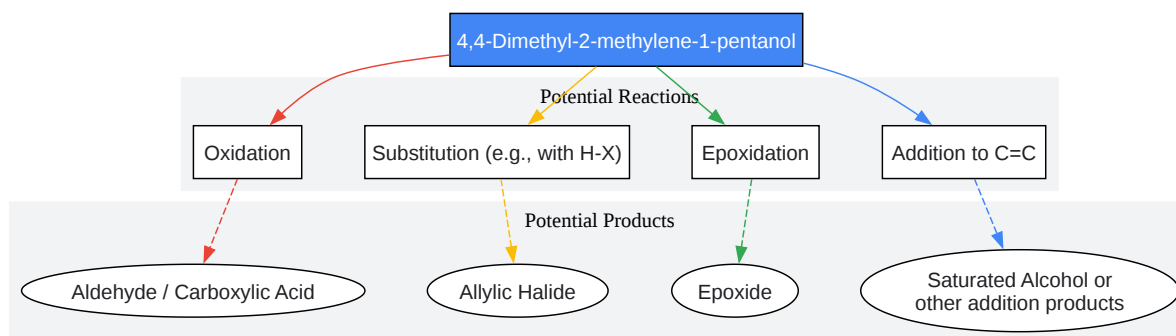 4,4-Dimethyl-2-methylene-1-pentanol
Potential Reactions
Oxidation
Substitution (e.g., with H-X)
Epoxidation
Addition to C=C
Potential Products
Aldehyde / Carboxylic Acid
Allylic Halide
Epoxide
Saturated Alcohol or
other addition products